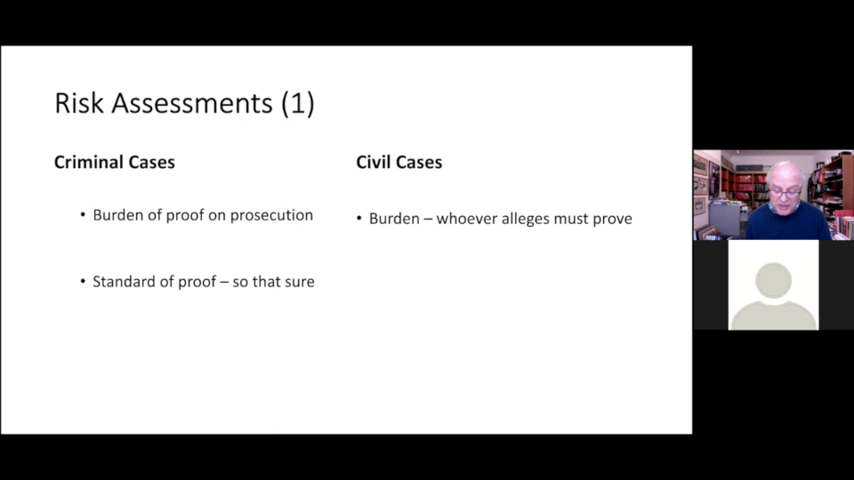 Risk Assessments (1)
Criminal Cases
• Burden of proof on prosecution
• Standard of proof – so that sure
Civil Cases
• Burden – whoever alleges must prove